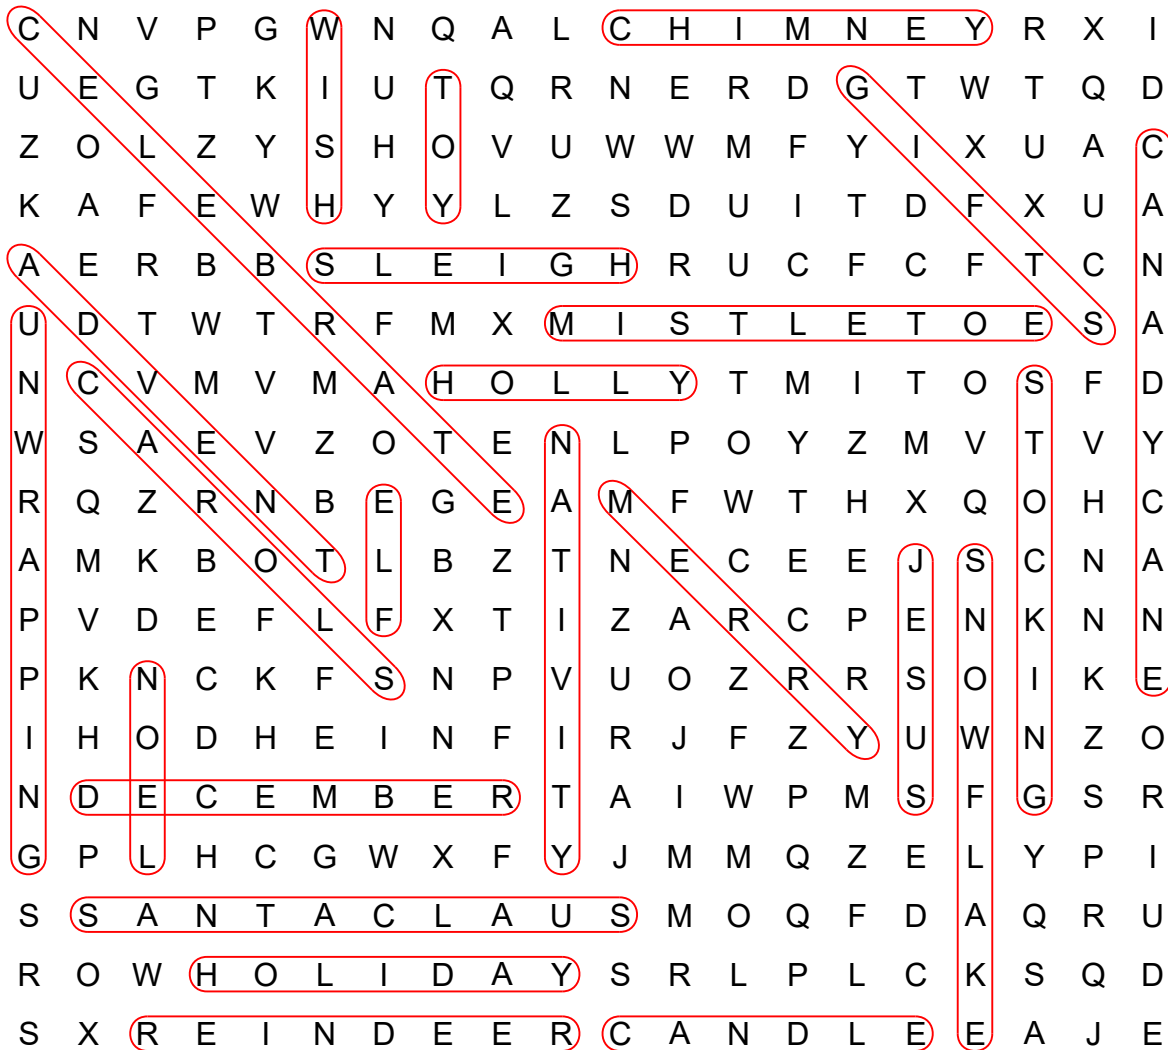 C N V P G W N Q A L C H I M N E Y R X I
U E G T K I U T Q R N E R D G T W T Q D
Z O L Z Y S H O V U W W M F Y I X U A C
K A F E W H Y Y L Z S D U I T D F X U A
A E R B B S L E I G H R U C F C F T C N
U D T W T R F M X M I S T L E T O E S A
N C V M V M A H O L L Y T M I T O S F D
W S A E V Z O T E N L P O Y Z M V T V Y
R Q Z R N B E G E A M F W T H X Q O H C
A M K B O T L B Z T N E C E E J S C N A
P V D E F L F X T I Z A R C P E N K N N
P K N C K F S N P V U O Z R R S O I K E
I H O D H E I N F I R J F Z Y U W N Z O
N D E C E M B E R T A I W P M S F G S R
G P L H C G W X F Y J M M Q Z E L Y P I
S S A N T A C L A U S M O Q F D A Q R U
R O W H O L I D A Y S R L P L C K S Q D
S X R E I N D E E R C A N D L E E A J E